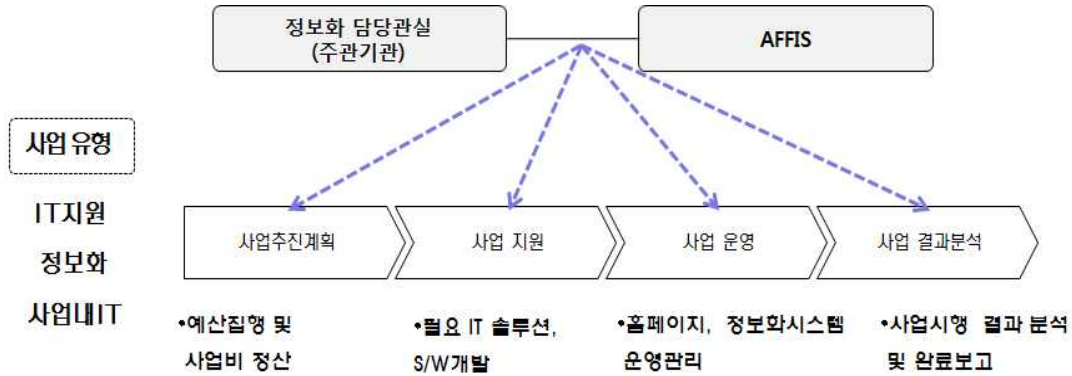 정보화 담당관실
(주관기관)
AFFIS
사업 유형
IT지원
정보화
사업내IT
사업추진계획
사업 지원
사업 운영
사업 결과분석
•예산집행 및
사업비 정산
•필요 IT 솔루션,
S/W개발
•홈페이지, 정보화시스템
운영관리
•사업시행 결과 분석
및 완료보고